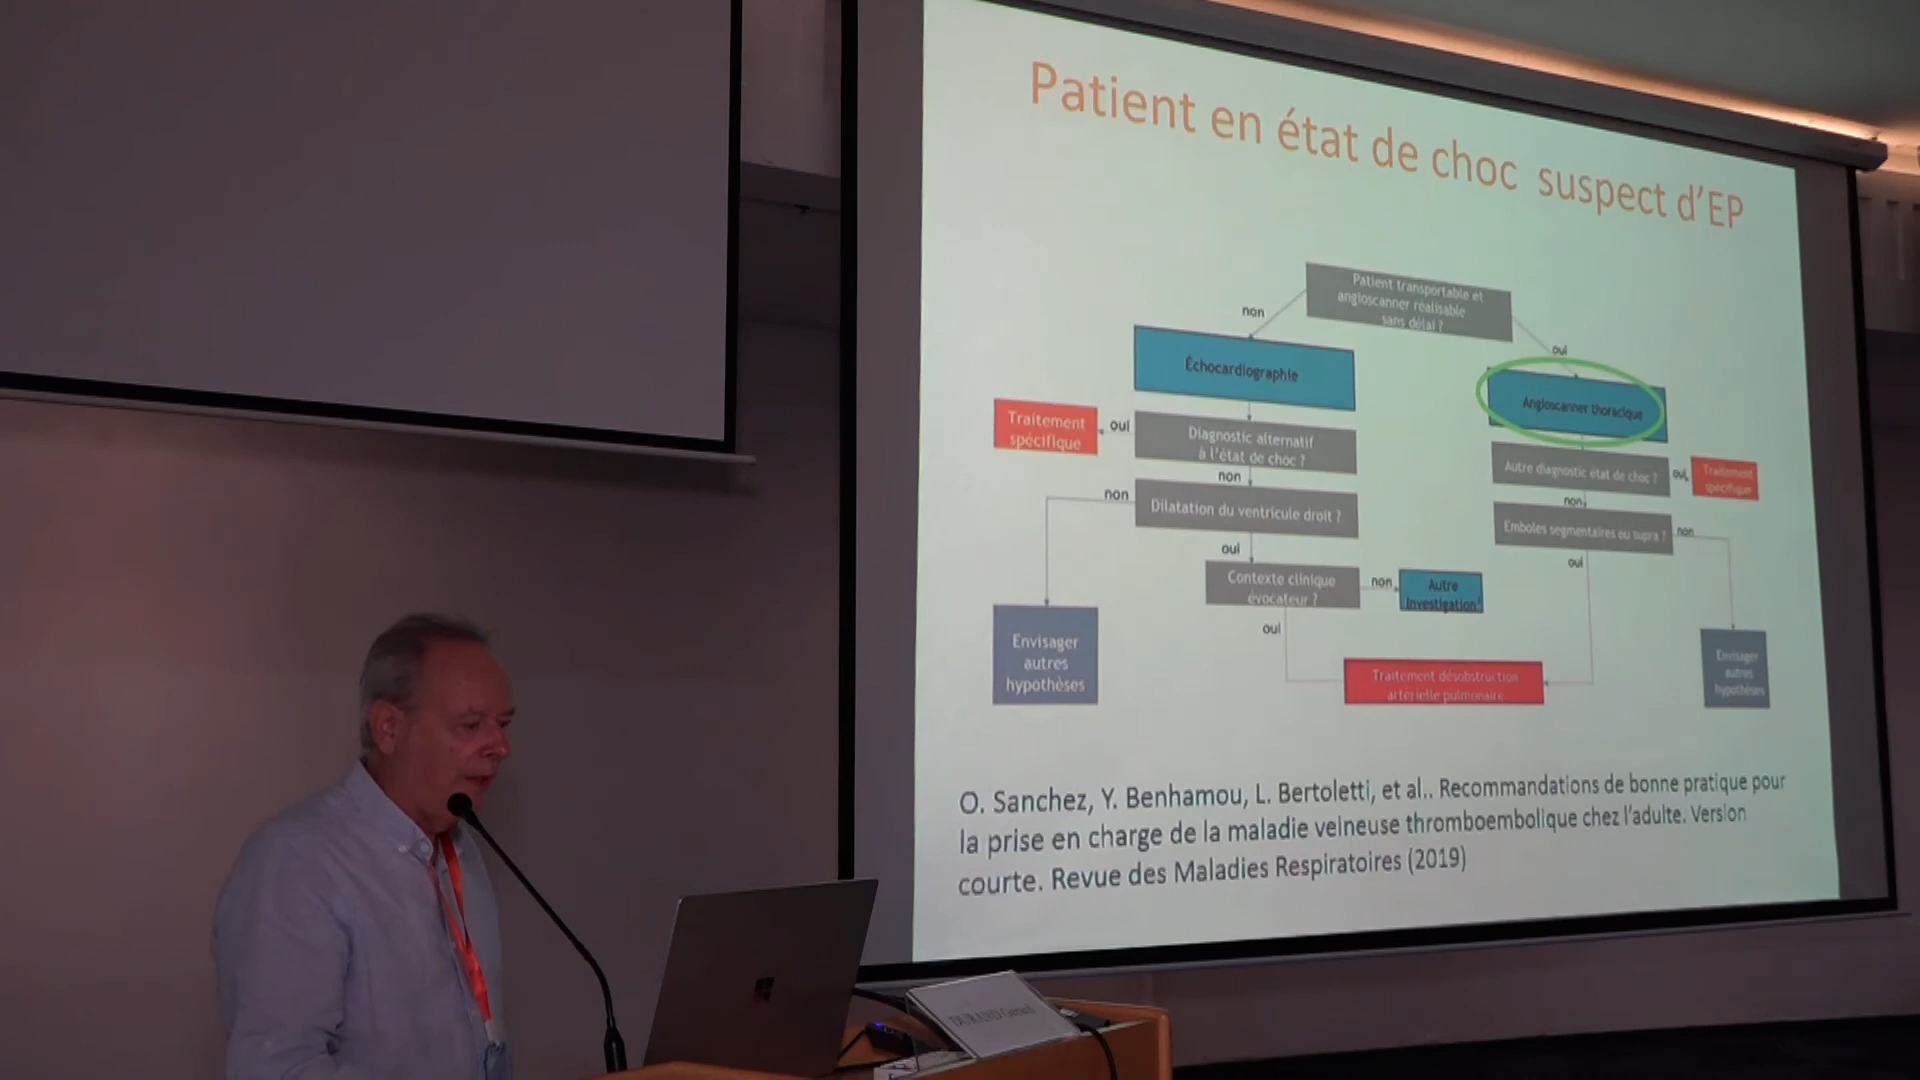 Patient en état de choc suspect d'EP
Patient transportable et
angioscanner réalisable
sans délai ?
non
oui
Échocardiographie
Angioscanner thoracique
Traitement
spécifique
oui
Diagnostic alternatif
à l'état de choc ?
Autre diagnostic état de choc ?
oui
Traitement
spécifique
non
non
non
Dilatation du ventricule droit ?
Emboles segmentaires ou supra ?
non
oui
oui
Contexte clinique
évocateur ?
non
Autre
investigation
oui
Envisager
autres
hypothèses
Envisager
autres
hypothèses
Traitement désobstruction
artérielle pulmonaire
O. Sanchez, Y. Benhamou, L. Bertoletti, et al.. Recommandations de bonne pratique pour
la prise en charge de la maladie veineuse thromboembolique chez l'adulte. Version
courte. Revue des Maladies Respiratoires (2019)
DURAND Gerard